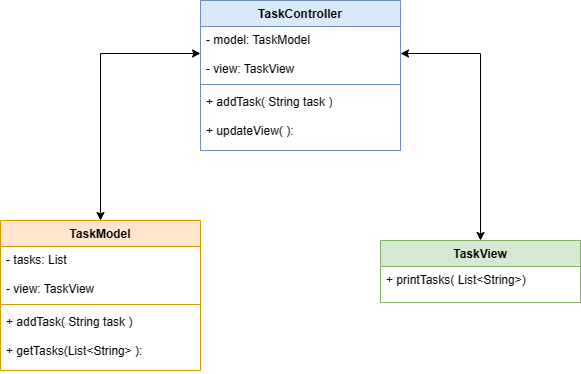 TaskController
- model: TaskModel
- view: TaskView
+ addTask( String task )
+ updateView( ):
TaskModel
- tasks: List
- view: TaskView
+ addTask( String task )
+ getTasks(List<String> ):
TaskView
+ printTasks( List<String>)